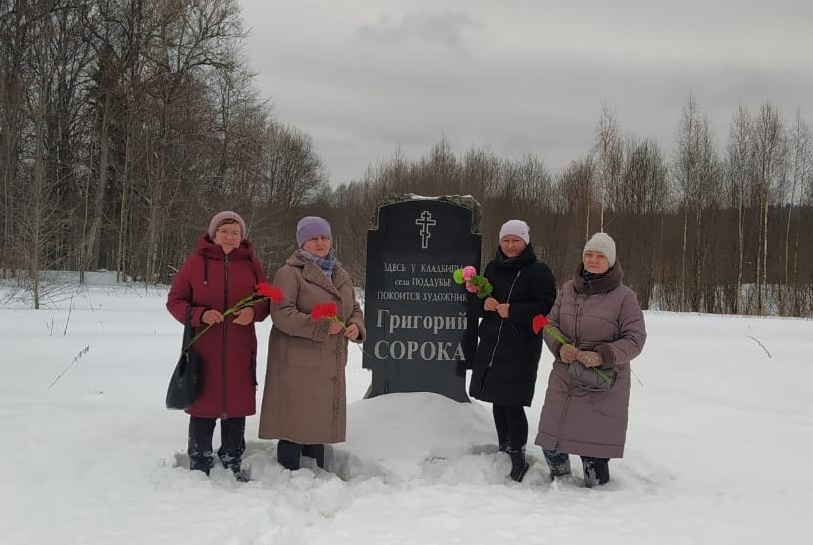 ЗДЕСЬ У КЛАДБИЩА
села ПОДДУБЬЕ
ПОКОИТСЯ ХУДОЖНИК
Григорий
СОРОКА